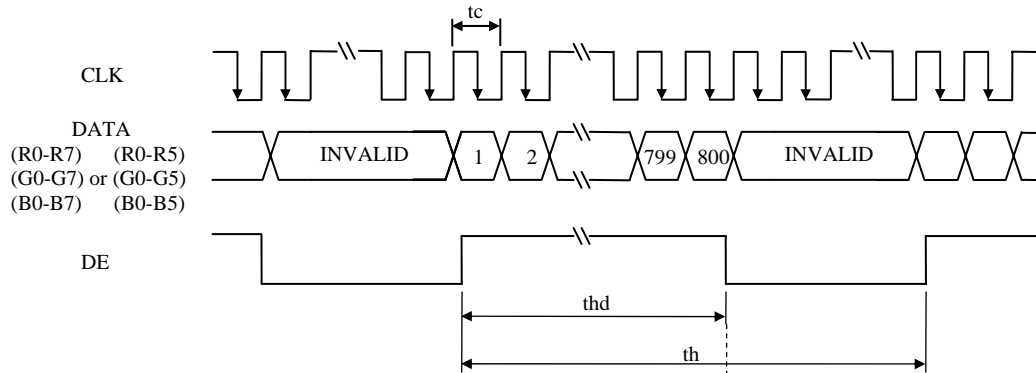 tc
CLK
DATA
(R0-R7) (R0-R5)
(G0-G7) or (G0-G5)
(B0-B7) (B0-B5)
INVALID 1 2 799 800 INVALID
DE
thd
th